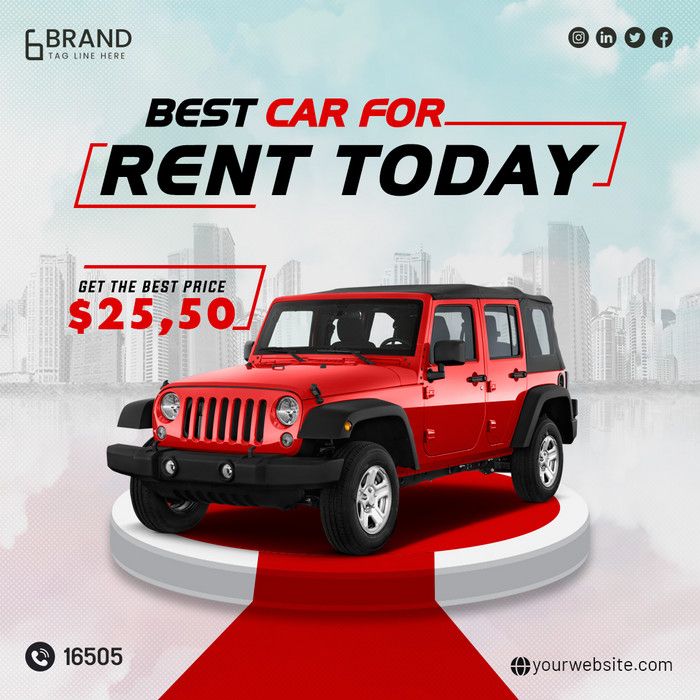 BRAND
TAG LINE HERE
BEST CAR FOR
RENT TODAY
GET THE BEST PRICE
$25,50
16505
yourwebsite.com